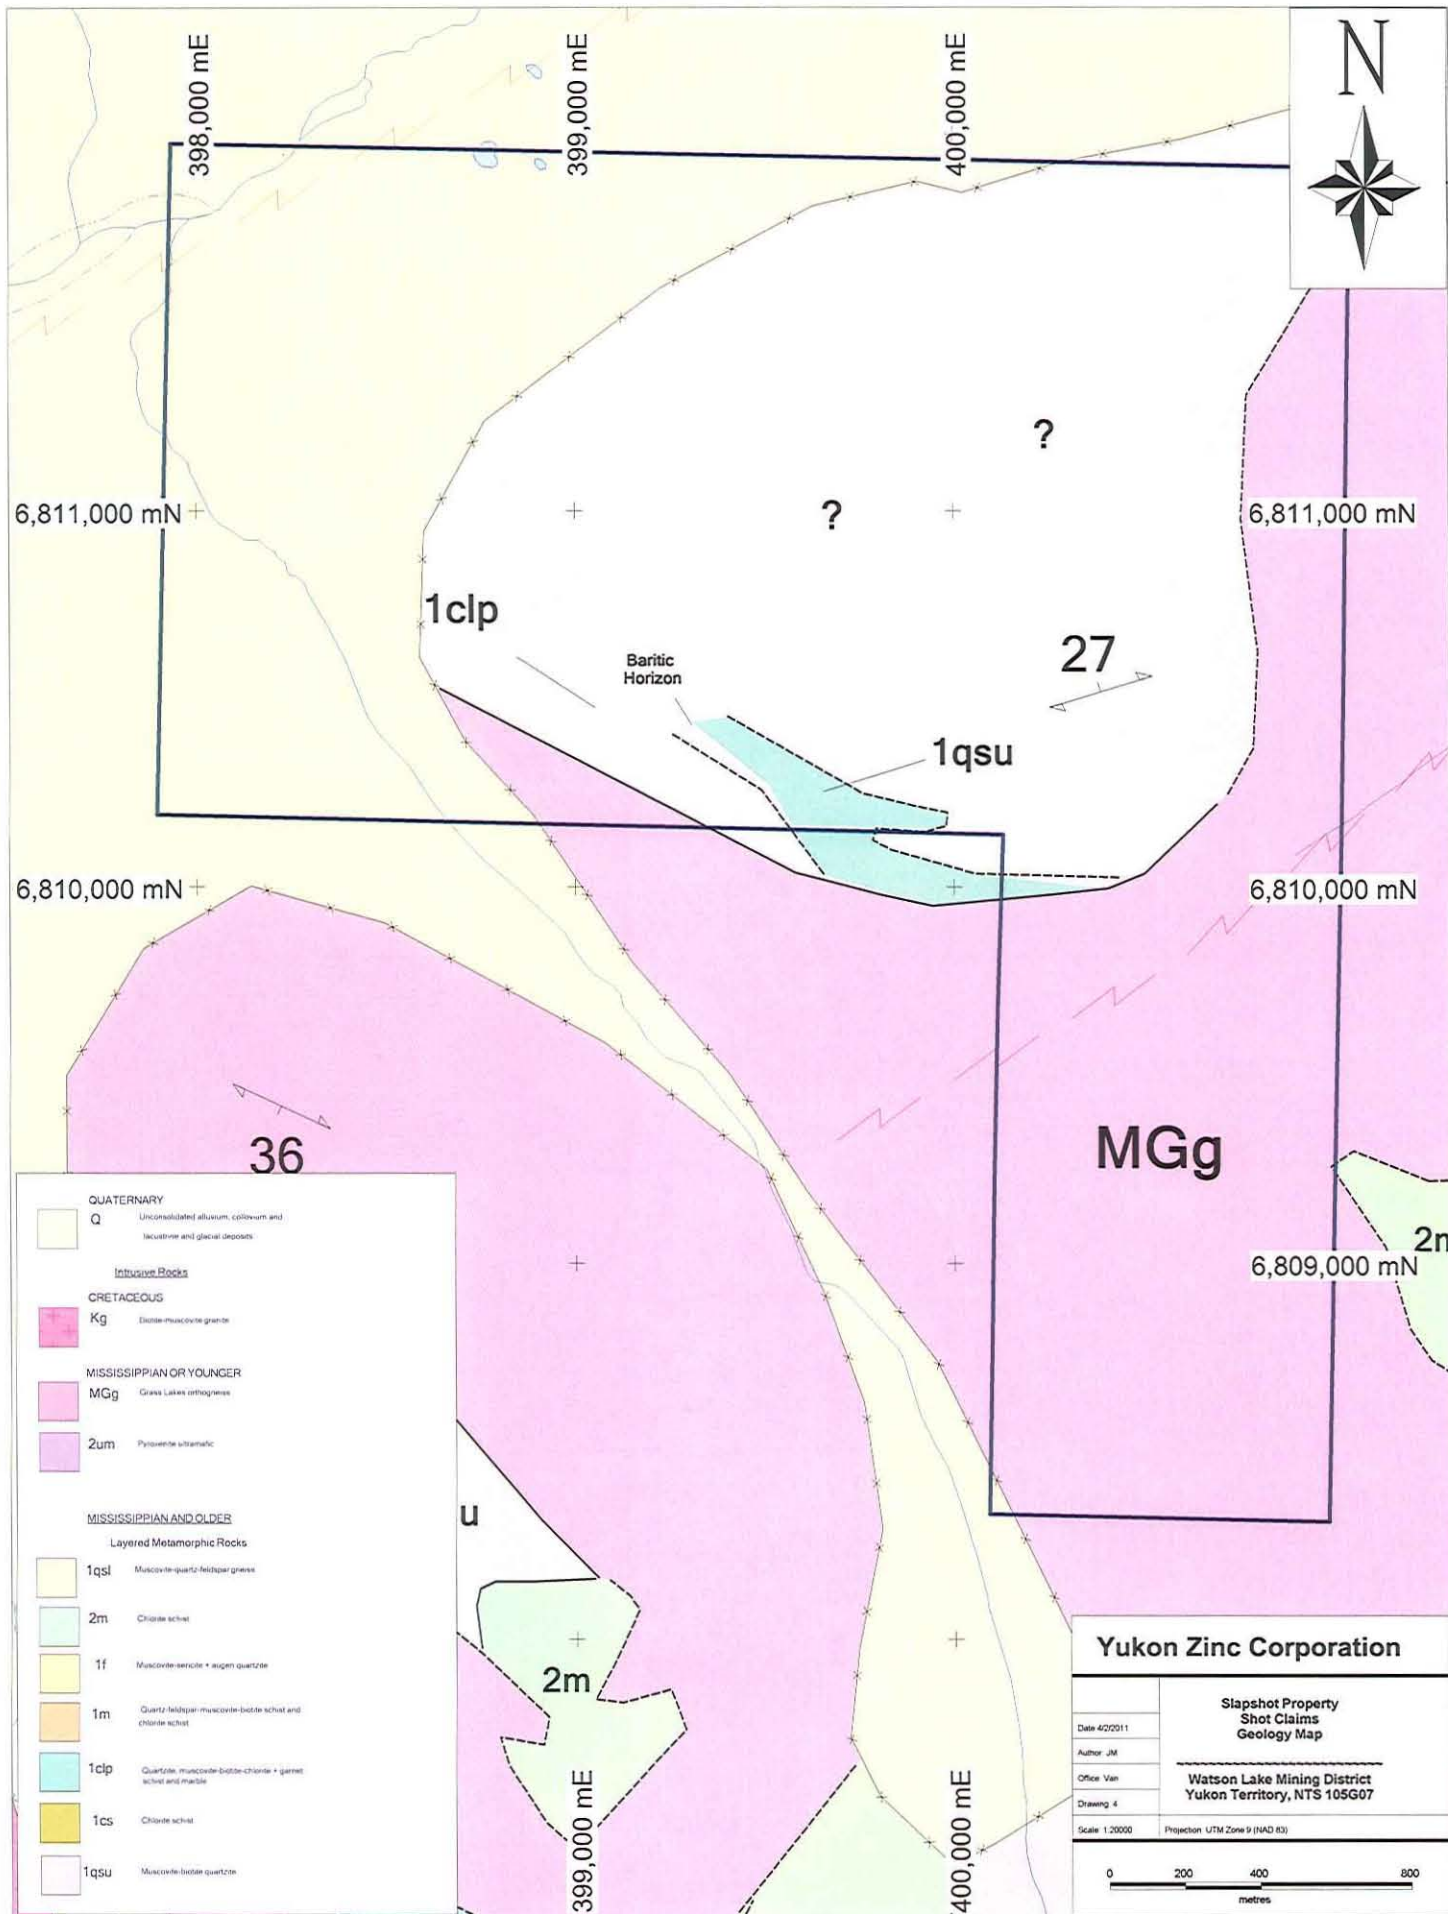 N
398,000 mE
399,000 mE
400,000 mE
?
?
6,811,000 mN
6,811,000 mN
1clp
Baritic
Horizon
27
1qsu
6,810,000 mN
6,810,000 mN
36
MGg
2m
6,809,000 mN
u
2m
399,000 mE
400,000 mE
QUATERNARY
Q Unconsolidated alluvium, collovium and
lacustrine and glacial deposits
Intrusive Rocks
CRETACEOUS
Kg Biotite-muscovite granite
MISSISSIPPIAN OR YOUNGER
MGg Grass Lakes orthogneiss
2um Pyroxenite ultramafic
MISSISSIPPIAN AND OLDER
Layered Metamorphic Rocks
1qsl Muscovite-quartz-feldspar gneiss
2m Chlorite schist
1f Muscovite-sericite + augen quartzite
1m Quartz-feldspar-muscovite-biotite schist and
chlorite schist
1clp Quartzite, muscovite-biotite-chlorite + garnet
schist and marble
1cs Chlorite schist
1qsu Muscovite-biotite quartzite
Yukon Zinc Corporation
Slapshot Property
Shot Claims
Geology Map
Date 4/2/2011
Author JM
Office Van
Drawing 4
Watson Lake Mining District
Yukon Territory, NTS 105G07
Scale 1:20000 Projection UTM Zone 9 (NAD 83)
0 200 400 800
metres